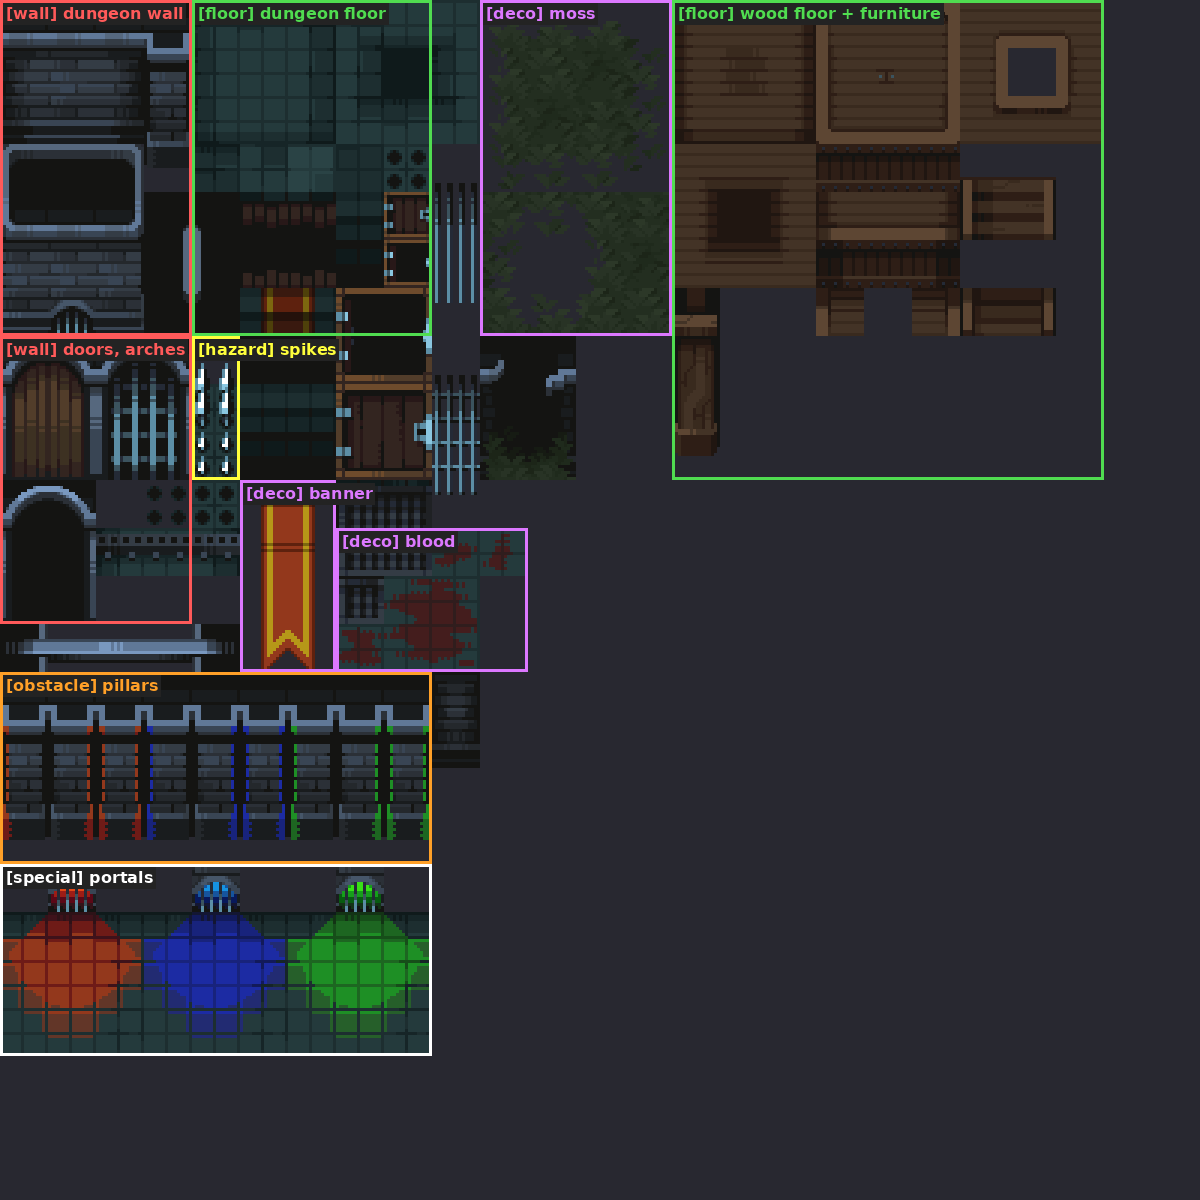 [wall] dungeon wall
[floor] dungeon floor
[deco] moss
[floor] wood floor + furniture
[wall] doors, arches
[hazard] spikes
[deco] banner
[deco] blood
[obstacle] pillars
[special] portals